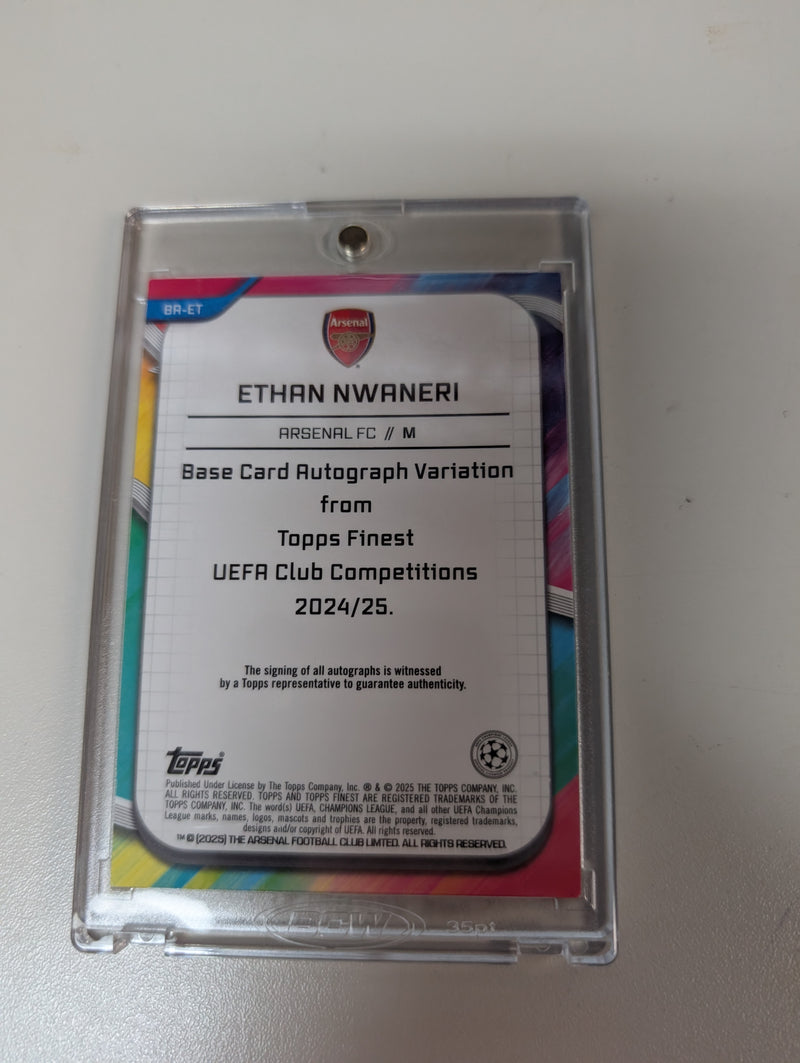 BA-ET
Arsenal
ETHAN NWANERI
ARSENAL FC // M
Base Card Autograph Variation
from
Topps Finest
UEFA Club Competitions
2024/25.
The signing of all autographs is witnessed
by a Topps representative to guarantee authenticity.
Topps
Published Under License by The Topps Company, Inc. ® & © 2025 THE TOPPS COMPANY, INC.
ALL RIGHTS RESERVED. TOPPS AND TOPPS FINEST ARE REGISTERED TRADEMARKS OF THE
TOPPS COMPANY, INC. The word(s) UEFA, CHAMPIONS LEAGUE, and all other UEFA Champions
League marks, names, logos, mascots and trophies are the property, registered trademarks,
designs and/or copyright of UEFA. All rights reserved.
™ © (2025) THE ARSENAL FOOTBALL CLUB LIMTED. ALL RIGHTS RESERVED.
BCW 35pt